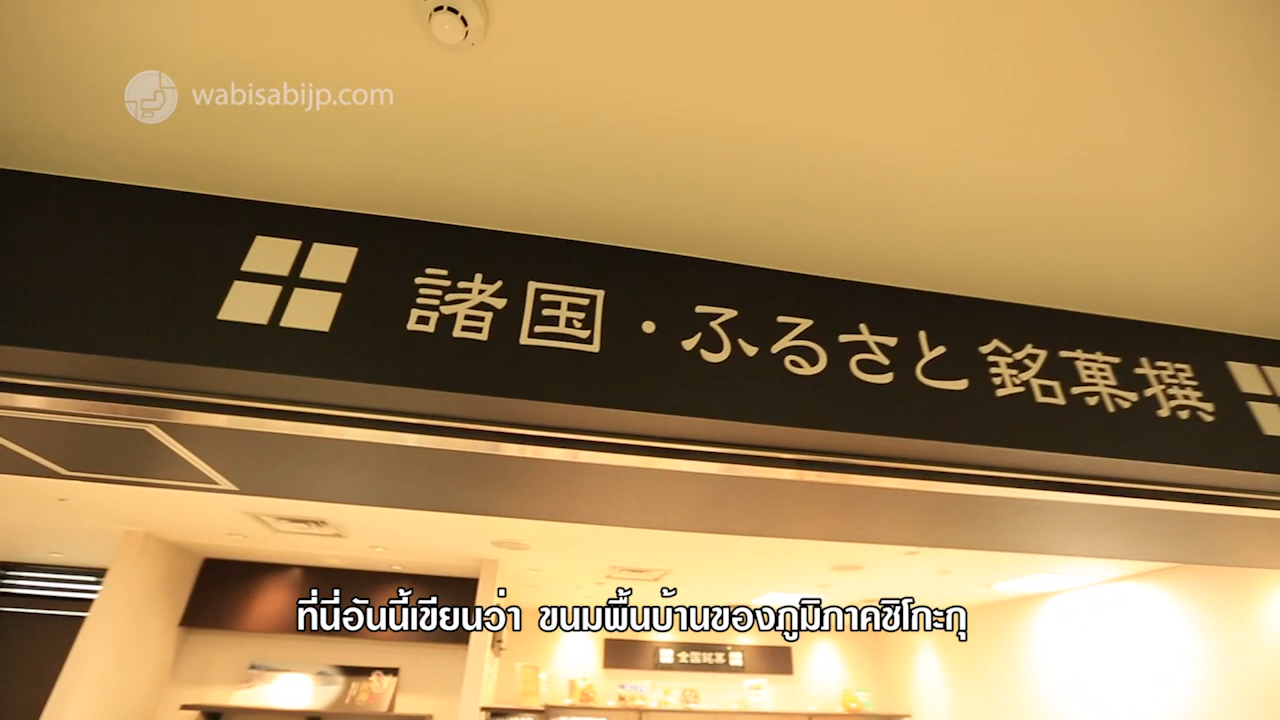 wabisabijp.com
諸国・ふるさと銘菓撰
ที่นี่อันนี้เขียนว่า ขนมพื้นบ้านของภูมิภาคชิโกะกุ
全国銘菓